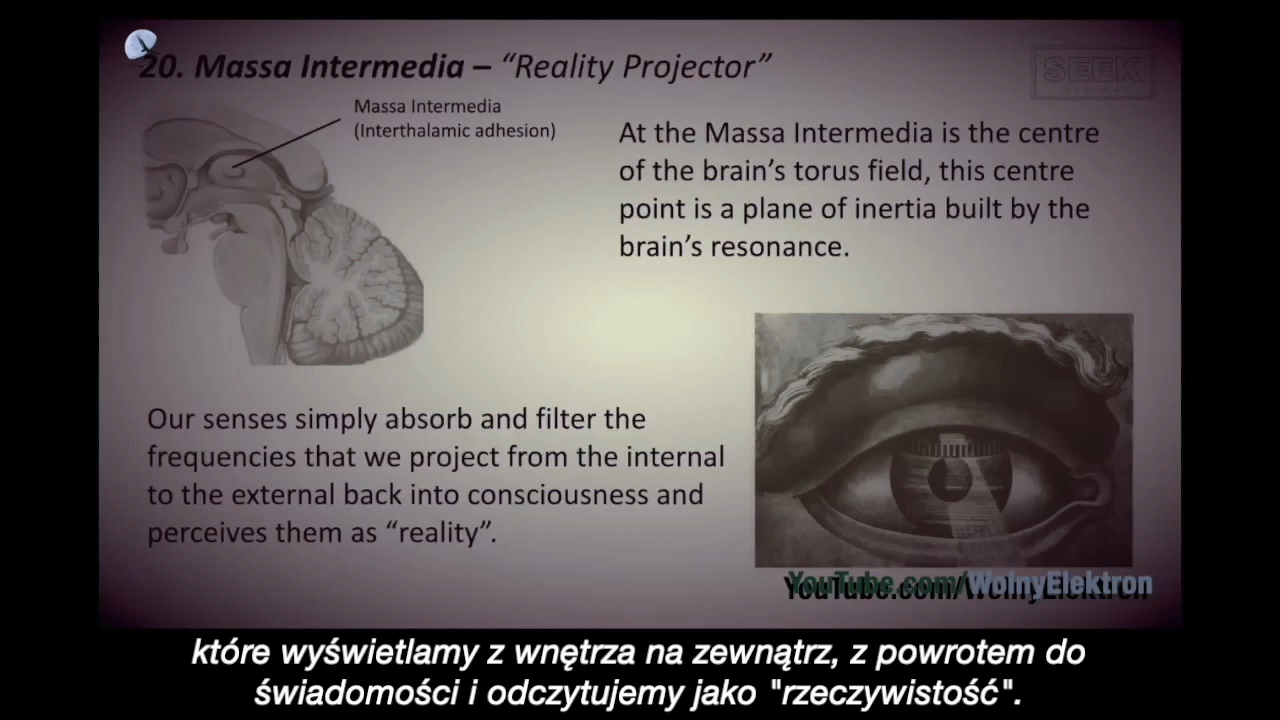 20. Massa Intermedia – “Reality Projector”
SEEK
VISION
Massa Intermedia
(Interthalamic adhesion)
At the Massa Intermedia is the centre
of the brain’s torus field, this centre
point is a plane of inertia built by the
brain’s resonance.
Our senses simply absorb and filter the
frequencies that we project from the internal
to the external back into consciousness and
perceives them as “reality”.
YouTube.com/WolnyElektron
które wyświetlamy z wnętrza na zewnątrz, z powrotem do
świadomości i odczytujemy jako "rzeczywistość".